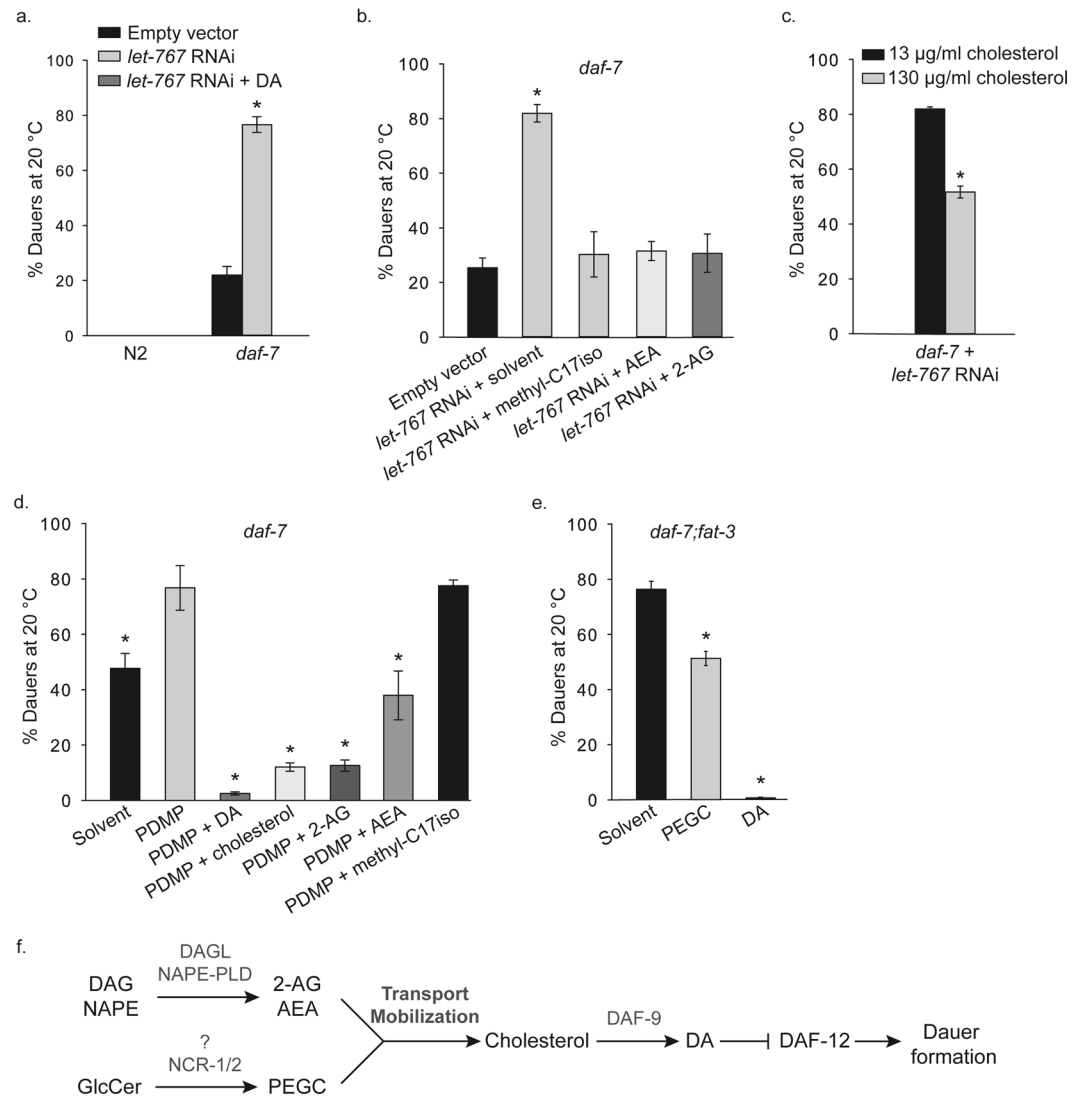 a.
Empty vector
let-767 RNAi
let-767 RNAi + DA
100
80
60
40
20
0
% Dauers at 20 °C
*
N2
daf-7
b.
daf-7
100
80
60
40
20
0
% Dauers at 20 °C
*
Empty vector
let-767 RNAi + solvent
let-767 RNAi + methyl-C17iso
let-767 RNAi + AEA
let-767 RNAi + 2-AG
c.
13 µg/ml cholesterol
130 µg/ml cholesterol
100
80
60
40
20
0
% Dauers at 20 °C
*
daf-7 +
let-767 RNAi
d.
daf-7
100
80
60
40
20
0
% Dauers at 20 °C
*
*
*
*
*
Solvent
PDMP
PDMP + DA
PDMP + cholesterol
PDMP + 2-AG
PDMP + AEA
PDMP + methyl-C17iso
e.
daf-7;fat-3
100
80
60
40
20
0
% Dauers at 20 °C
*
*
Solvent
PEGC
DA
f.
DAG
NAPE
DAGL
NAPE-PLD
2-AG
AEA
GlcCer
?
NCR-1/2
PEGC
Transport
Mobilization
Cholesterol
DAF-9
DA
DAF-12
Dauer
formation